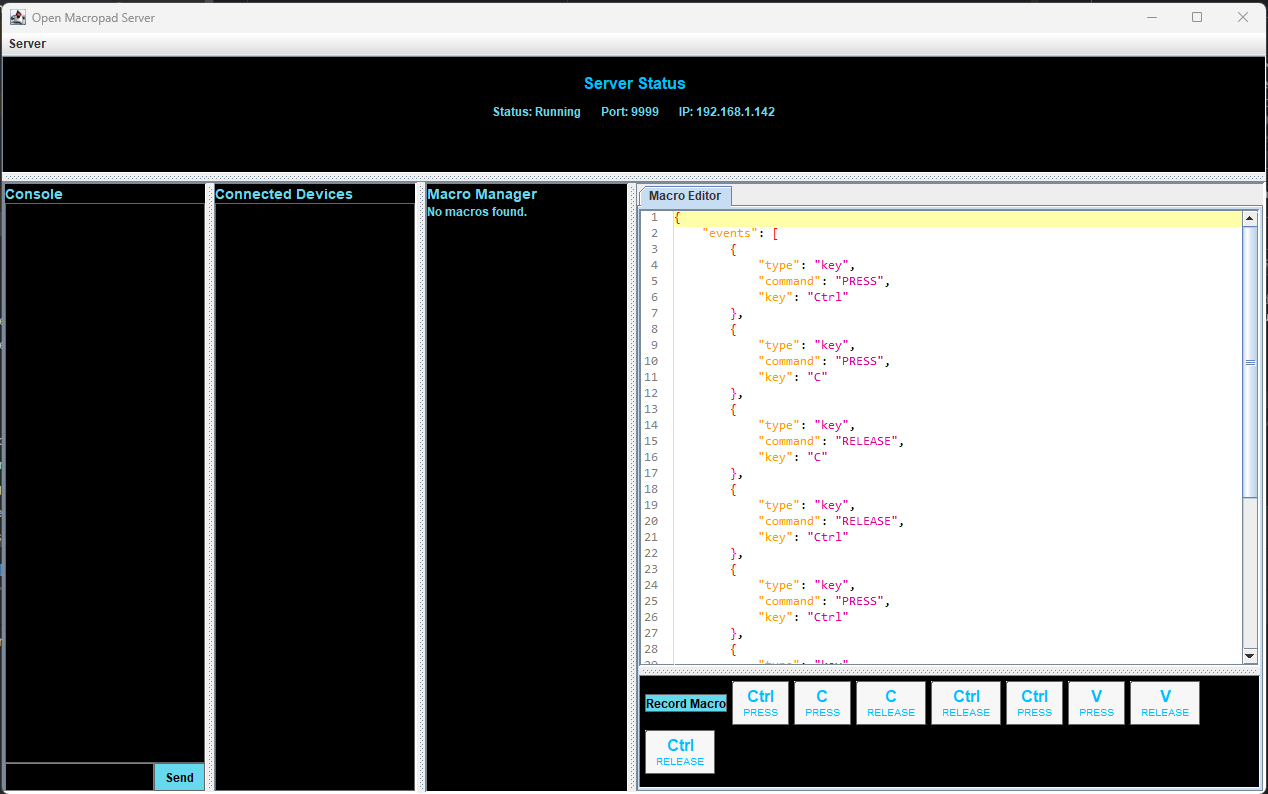 Open Macropad Server
Server
Server Status
Status: Running Port: 9999 IP: 192.168.1.142
Console
Send
Connected Devices
Macro Manager
No macros found.
Macro Editor
1 {
2 "events": [
3 {
4 "type": "key",
5 "command": "PRESS",
6 "key": "Ctrl"
7 },
8 {
9 "type": "key",
10 "command": "PRESS",
11 "key": "C"
12 },
13 {
14 "type": "key",
15 "command": "RELEASE",
16 "key": "C"
17 },
18 {
19 "type": "key",
20 "command": "RELEASE",
21 "key": "Ctrl"
22 },
23 {
24 "type": "key",
25 "command": "PRESS",
26 "key": "Ctrl"
27 },
28 {
Record Macro
Ctrl
PRESS
C
PRESS
C
RELEASE
Ctrl
RELEASE
Ctrl
PRESS
V
PRESS
V
RELEASE
Ctrl
RELEASE